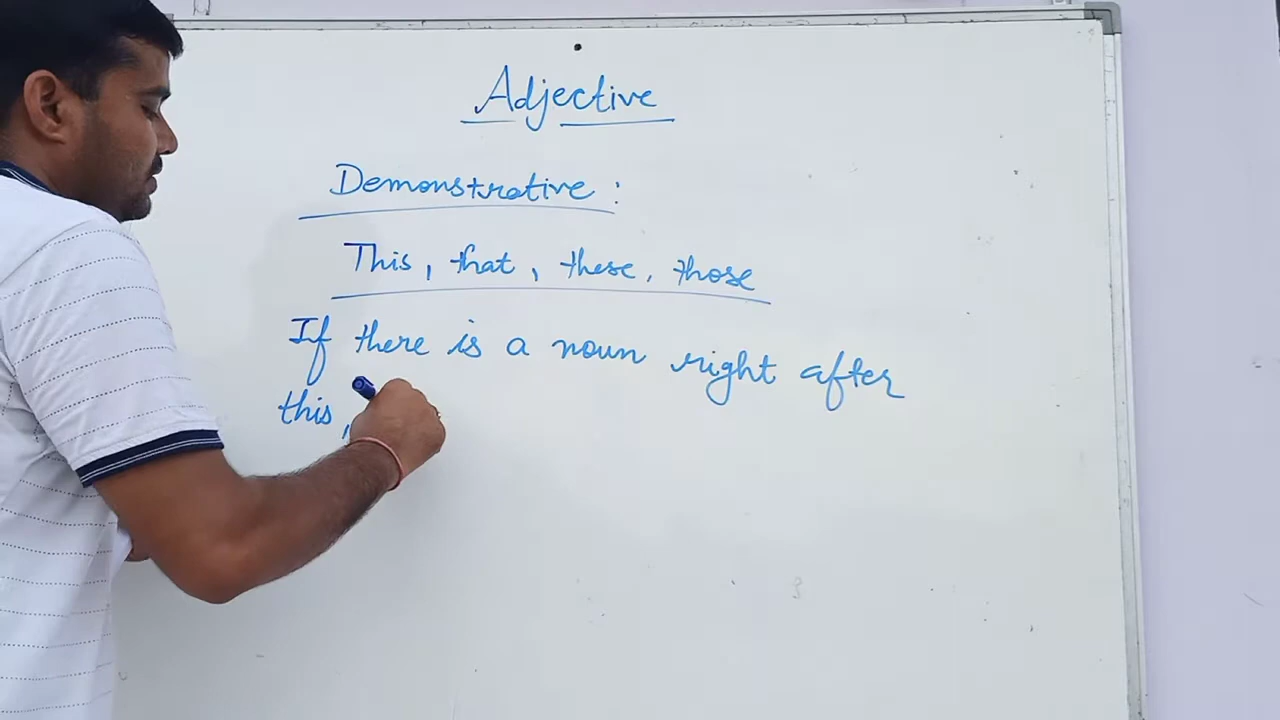 Adjective
Demonstrative :
This, that, these, those
If there is a noun right after
this,